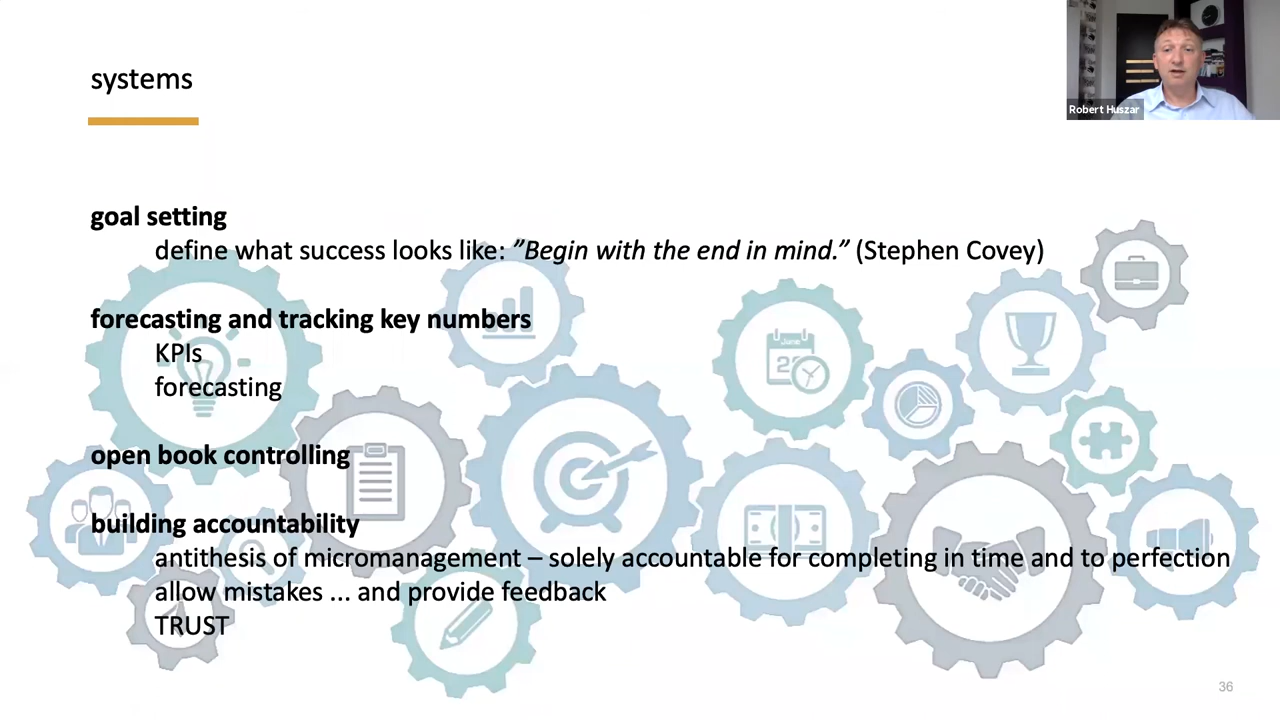 systems
Robert Huszar
goal setting
define what success looks like: ”Begin with the end in mind.” (Stephen Covey)
forecasting and tracking key numbers
KPIs
forecasting
open book controlling
building accountability
antithesis of micromanagement – solely accountable for completing in time and to perfection
allow mistakes ... and provide feedback
TRUST
36